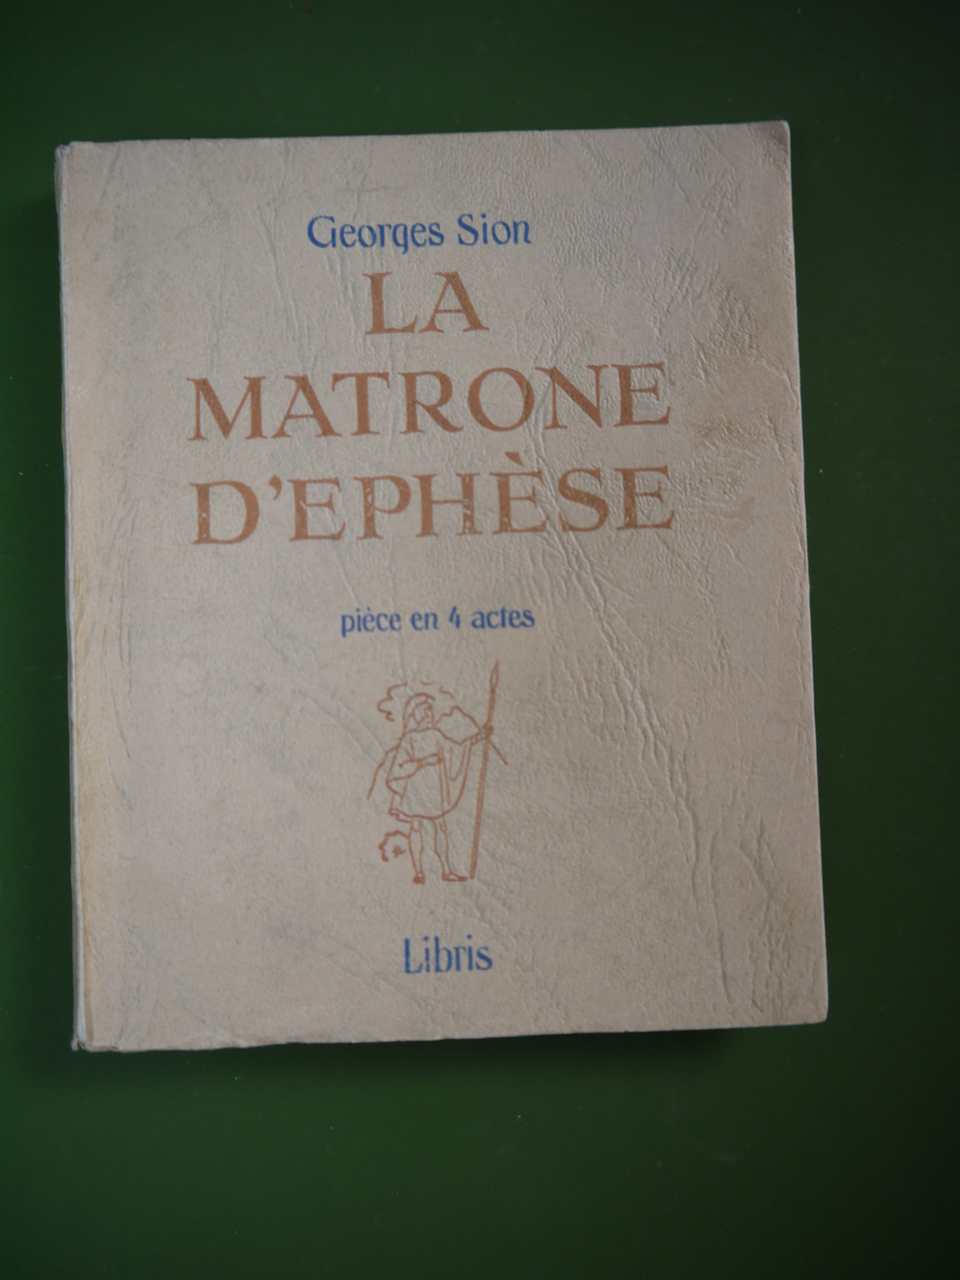 Georges Sion
LA
MATRONE
D'EPHÈSE
pièce en 4 actes
Libris